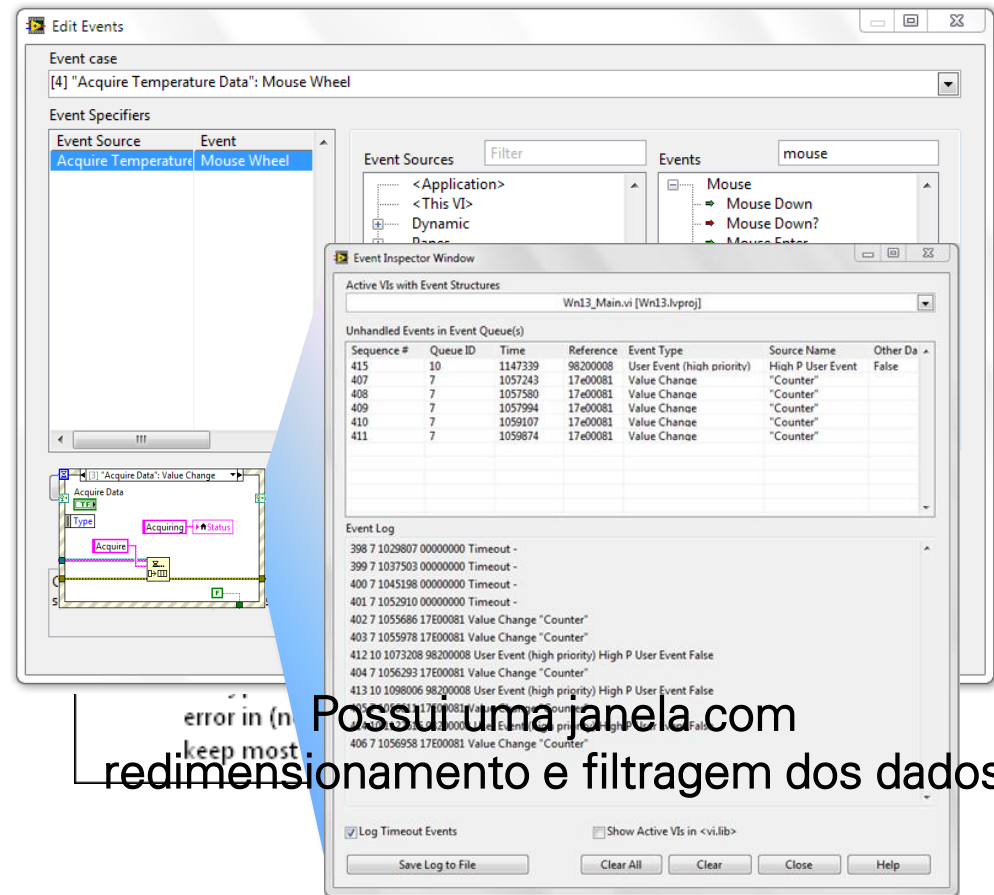 Edit Events
Event case
[4] "Acquire Temperature Data": Mouse Wheel
Event Specifiers
Event Source Event
Acquire Temperature Mouse Wheel
Event Sources Filter Events mouse
<Application>
<This VI>
Dynamic
Panes
Mouse
Mouse Down
Mouse Down?
Mouse Enter
Event Inspector Window
Active VIs with Event Structures
Wn13_Main.vi [Wn13.lvproj]
Unhandled Events in Event Queue(s)
Sequence # Queue ID Time Reference Event Type Source Name Other Da
415 10 1147339 98200008 User Event (high priority) High P User Event False
407 7 1057243 17e00081 Value Change "Counter"
408 7 1057580 17e00081 Value Change "Counter"
409 7 1057994 17e00081 Value Change "Counter"
410 7 1059107 17e00081 Value Change "Counter"
411 7 1059874 17e00081 Value Change "Counter"
[3] "Acquire Data": Value Change
Acquire Data
TF
Type
Acquiring Status
Acquire
F
Event Log
398 7 1029807 00000000 Timeout -
399 7 1037503 00000000 Timeout -
400 7 1045198 00000000 Timeout -
401 7 1052910 00000000 Timeout -
402 7 1055686 17E00081 Value Change "Counter"
403 7 1055978 17E00081 Value Change "Counter"
412 10 1073208 98200008 User Event (high priority) High P User Event False
404 7 1056293 17E00081 Value Change "Counter"
413 10 1098006 98200008 User Event (high priority) High P User Event False
406 7 1056958 17E00081 Value Change "Counter"
error in
keep most
Possui uma janela com
redimensionamento e filtragem dos dados
Log Timeout Events Show Active VIs in <vi.lib>
Save Log to File Clear All Clear Close Help